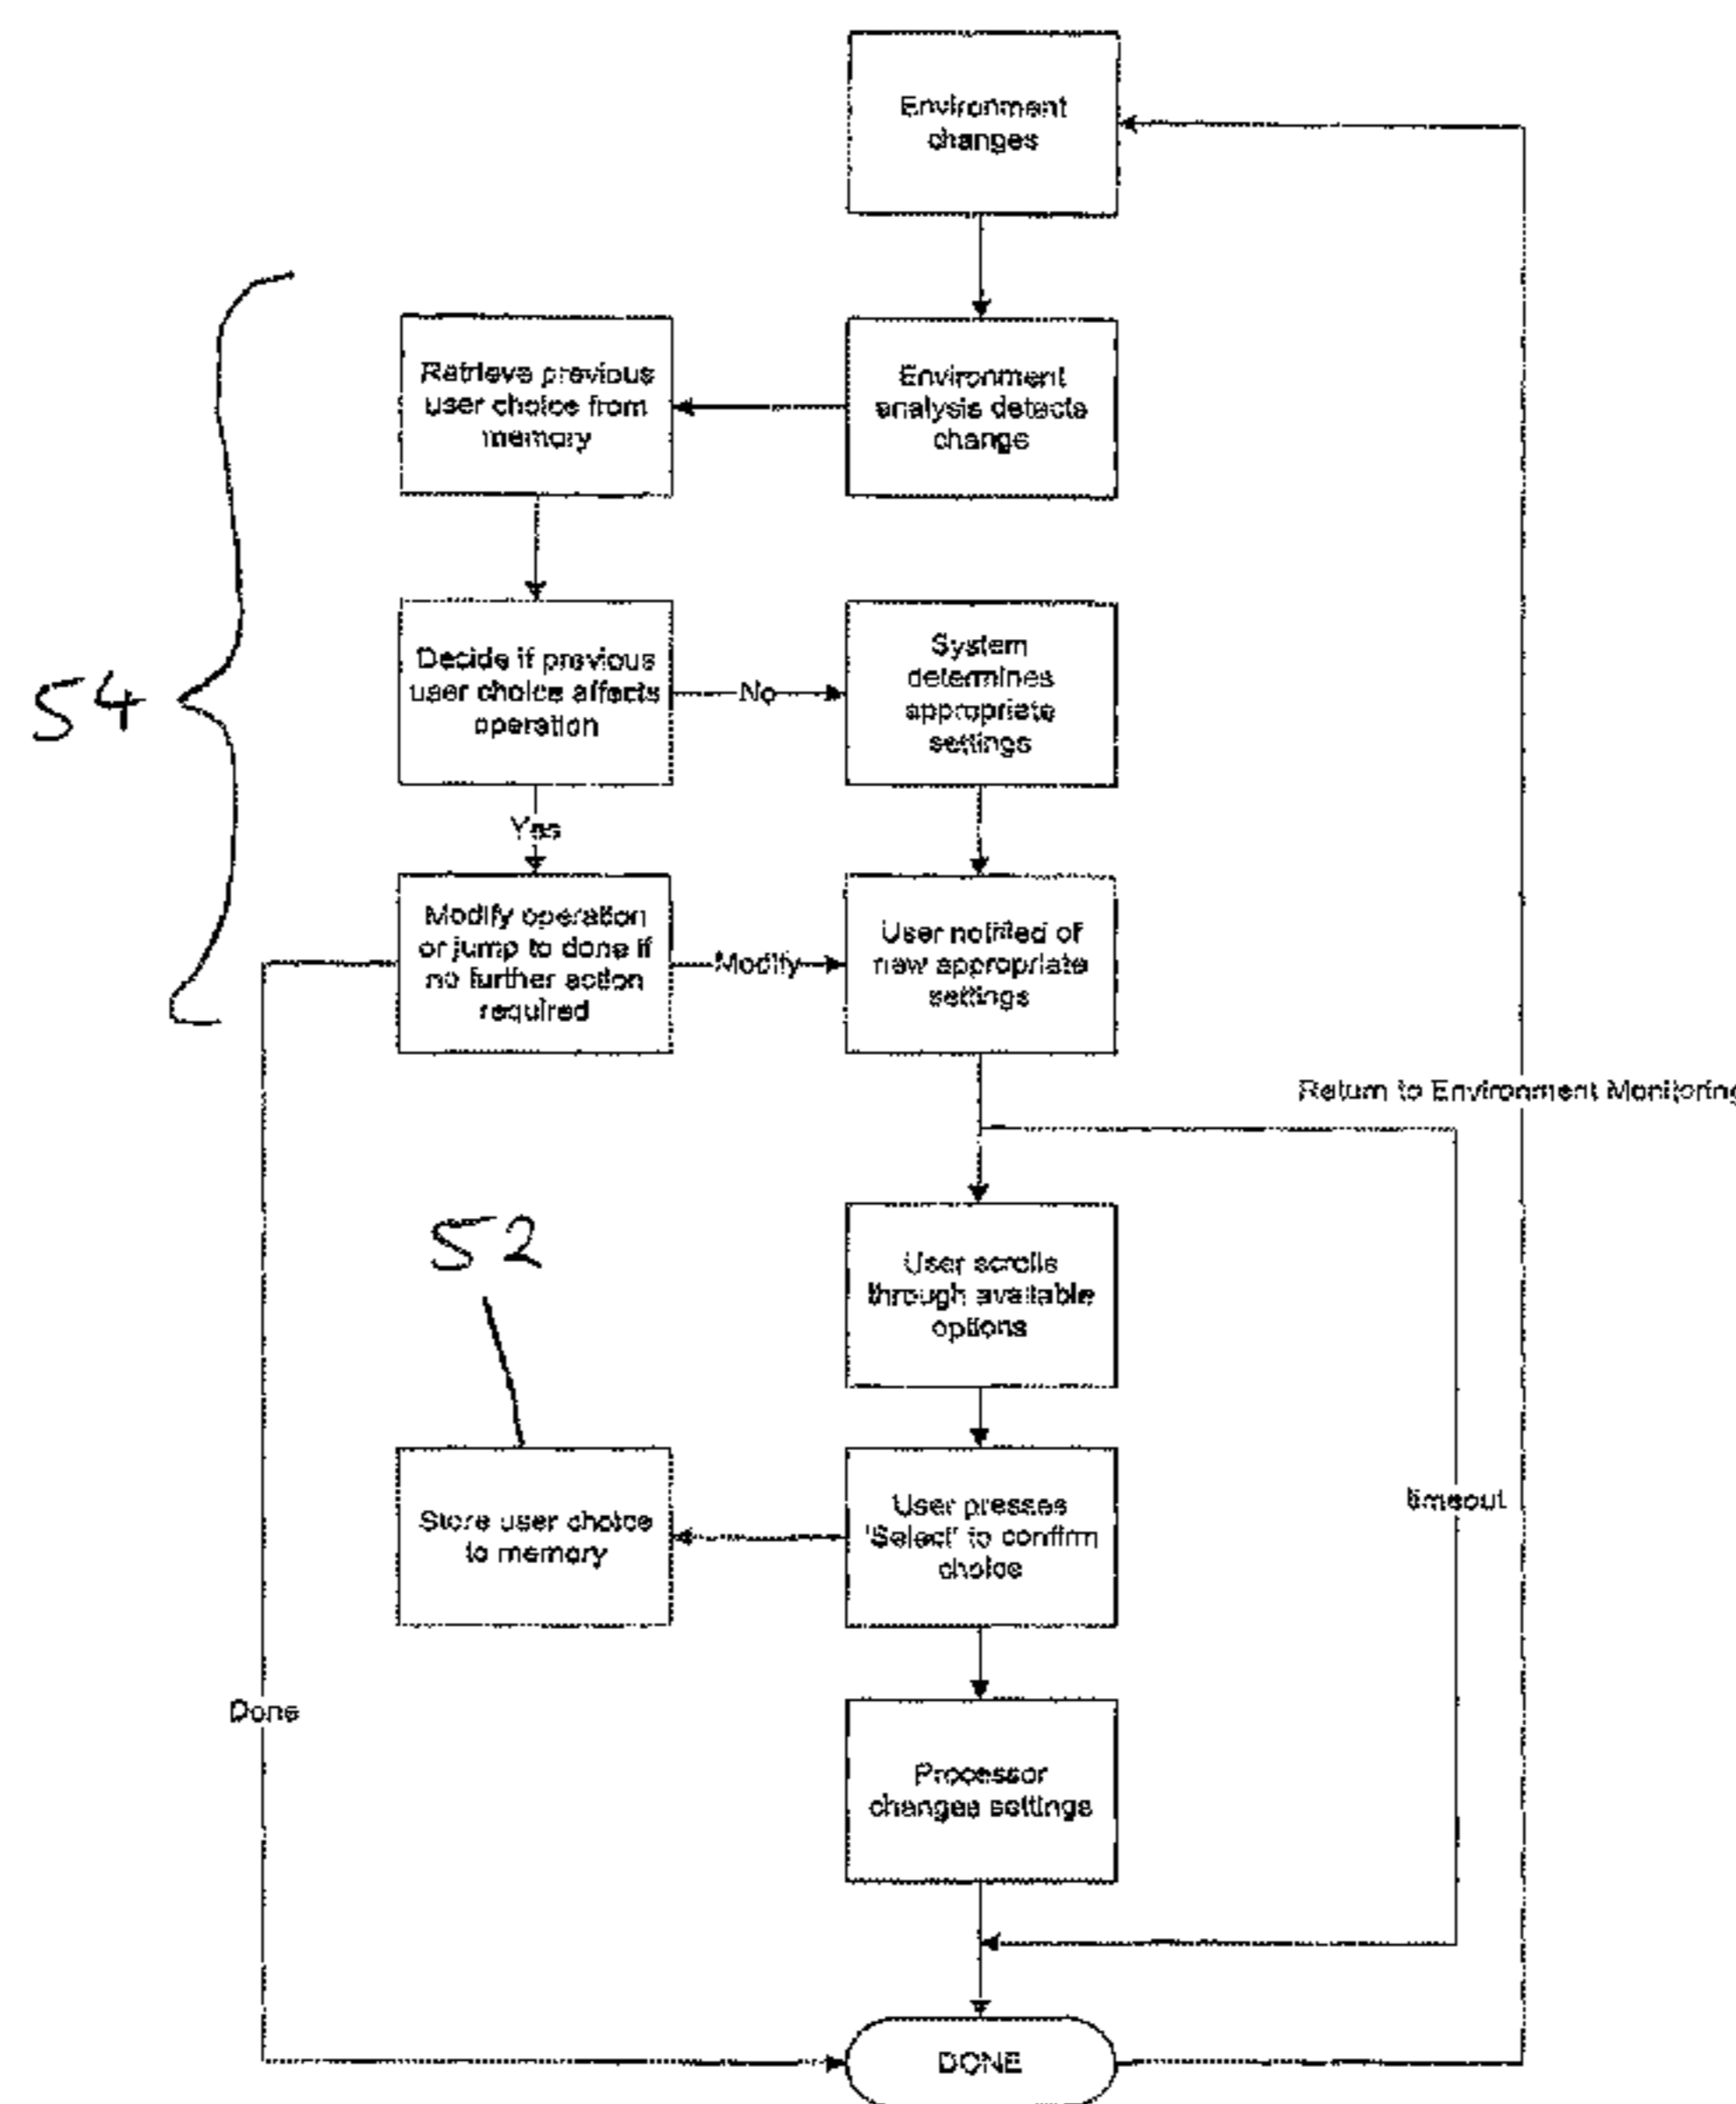 Environment
changes
Retrieve previous
user choice from
memory
Environment
analysis detects
change
54
Decide if previous
user choice affects
operation
No
System
determines
appropriate
settings
Yes
Modify operation
or jump to done if
no further action
required
Modify
User notified of
new appropriate
settings
Return to Environment Monitoring
52
User scrolls
through available
options
Store user choice
to memory
User presses
'Select' to confirm
choice
timeout
Done
Processor
changes settings
DONE